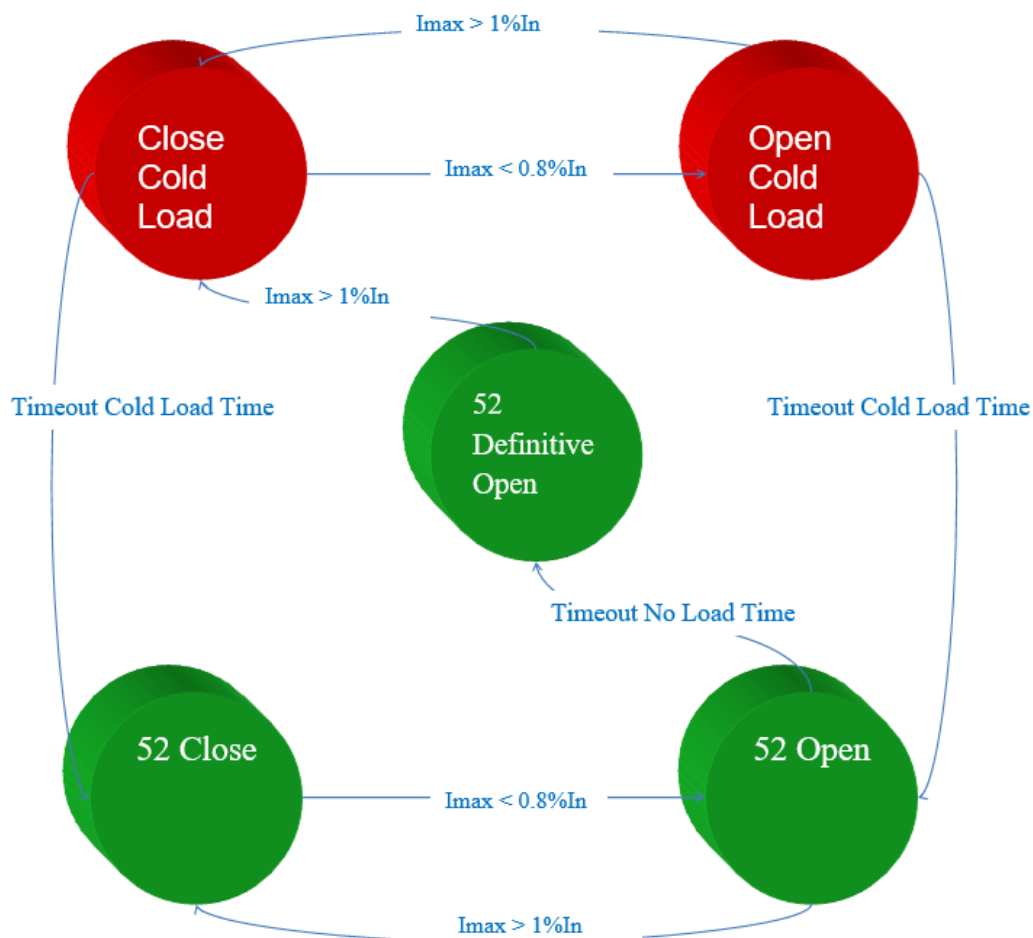 Imax > 1%In
Close
Cold
Load
Imax < 0.8%In
Open
Cold
Load
Imax > 1%In
Timeout Cold Load Time
52
Definitive
Open
Timeout Cold Load Time
Timeout No Load Time
52 Close
52 Open
Imax < 0.8%In
Imax > 1%In